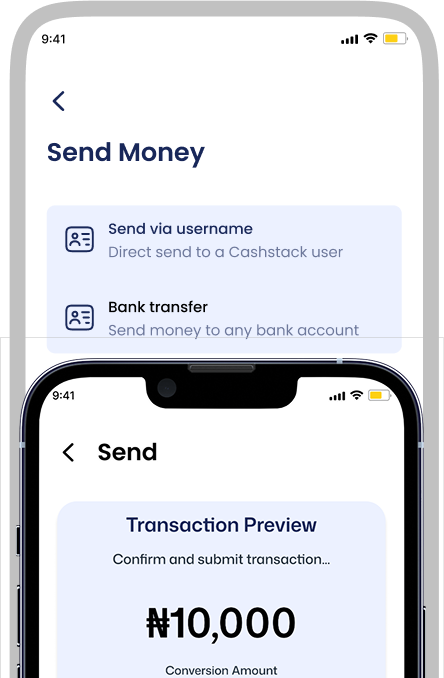 9:41
Send Money
Send via username
Direct send to a Cashstack user
Bank transfer
Send money to any bank account
9:41
Send
Transaction Preview
Confirm and submit transaction...
₦10,000
Conversion Amount